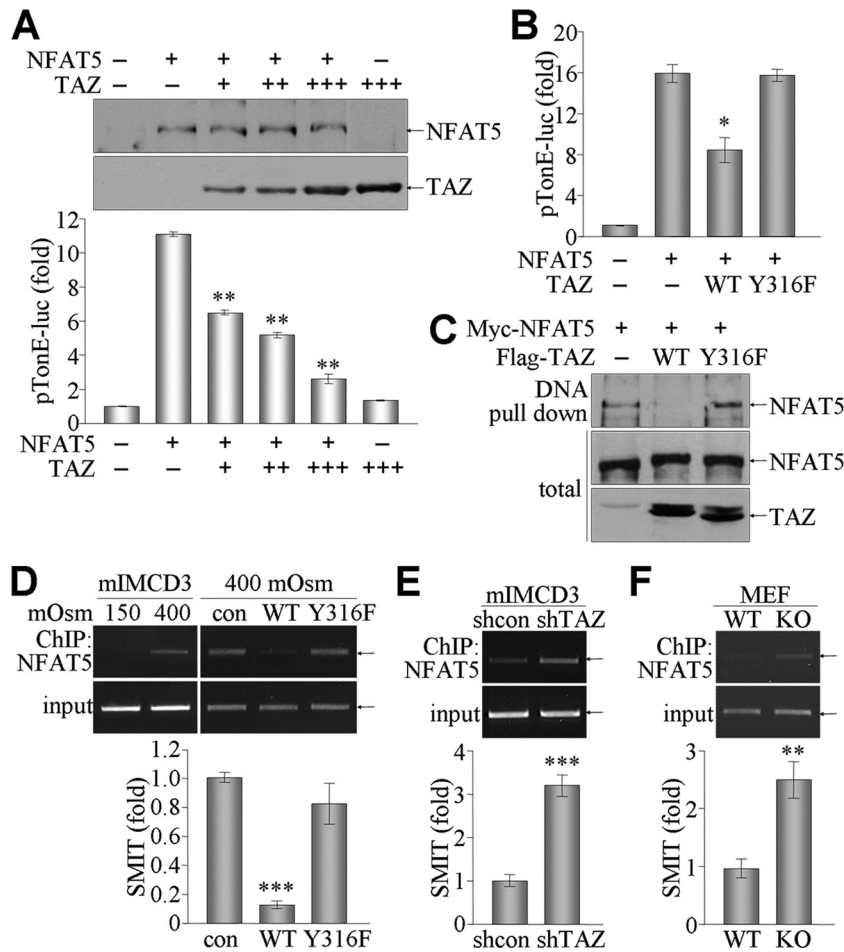 A
NFAT5 – + + + + –
TAZ – – + ++ +++ +++
NFAT5
TAZ
pTonE-luc (fold)
12
10
8
6
4
2
0
** ** **
NFAT5 – + + + + –
TAZ – – + ++ +++ +++
B
pTonE-luc (fold)
20
16
12
8
4
0
*
NFAT5 – + + +
TAZ – – WT Y316F
C
Myc-NFAT5 + + +
Flag-TAZ – WT Y316F
DNA
pull down
NFAT5
total
NFAT5
TAZ
D
mIMCD3 400 mOsm
mOsm 150 400 con WT Y316F
ChIP:
NFAT5
input
SMIT (fold)
1.2
1.0
0.8
0.6
0.4
0.2
0
***
con WT Y316F
E
mIMCD3
shcon shTAZ
ChIP:
NFAT5
input
SMIT (fold)
4
3
2
1
0
***
shcon shTAZ
F
MEF
WT KO
ChIP:
NFAT5
input
SMIT (fold)
3
2
1
0
**
WT KO